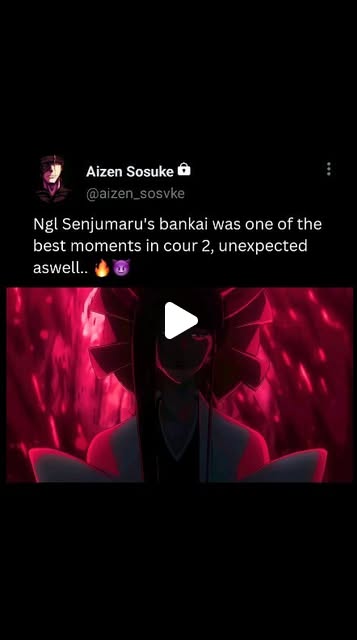 Aizen Sosuke
@aizen_sosvke
Ngl Senjumaru's bankai was one of the
best moments in cour 2, unexpected
aswell.. 🔥😈